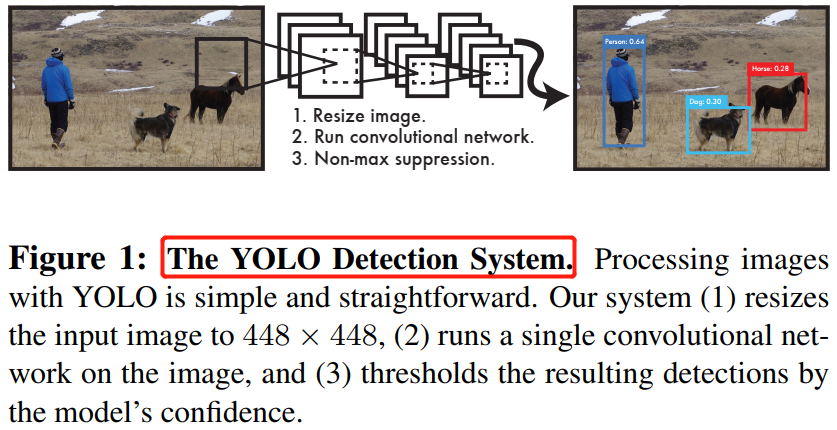 Person: 0.64
Horse: 0.28
Dog: 0.30
1. Resize image.
2. Run convolutional network.
3. Non-max suppression.
Figure 1: The YOLO Detection System. Processing images
with YOLO is simple and straightforward. Our system (1) resizes
the input image to 448 × 448, (2) runs a single convolutional net-
work on the image, and (3) thresholds the resulting detections by
the model’s confidence.